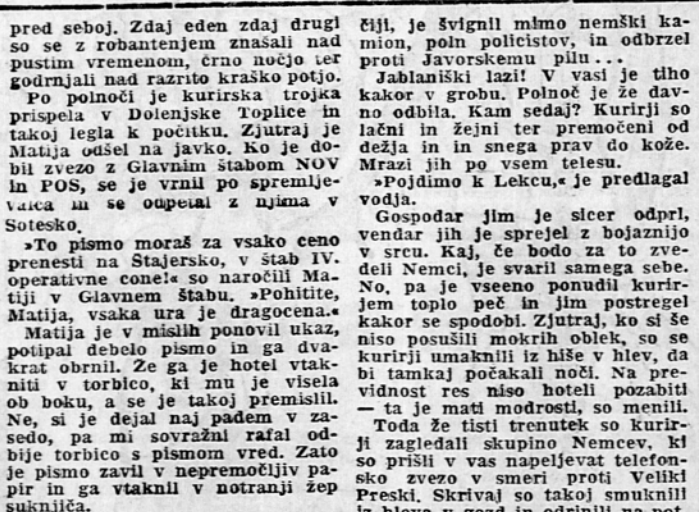 pred seboj. Zdaj eden zdaj drugi
so se z robantenjem znašali nad
pustim vremenom, črno nočjo ter
godrnjali nad razrito kraško potjo.
Po polnoči je kurirska trojka
prispela v Dolenjske Toplice in
takoj legla k počitku. Zjutraj je
Matija odšel na javko. Ko je do-
bil zvezo z Glavnim štabom NOV
in POS, se je vrnil po spremlje-
valca in se odpeljal z njima v
Sotesko.
»To pismo moraš za vsako ceno
prenesti na Štajersko, v štab IV.
operativne cone!« so naročili Ma-
tiji v Glavnem štabu. »Pohitite,
Matija, vsaka ura je dragocena.«
Matija je v mislih ponovil ukaz,
potipal debelo pismo in ga dva-
krat obrnil. Že ga je hotel vtak-
niti v torbico, ki mu je visela
ob boku, a se je takoj premislil.
Ne, si je dejal naj padem v za-
sedo, pa mi sovražni rafal od-
bije torbico s pismom vred. Zato
je pismo zavil v nepremočljiv pa-
pir in ga vtaknil v notranji žep
suknjiča.
čiji, je švignil mimo nemški ka-
mion, poln policistov, in odbrzel
proti Javorskemu pilu...
Jablaniški lazi! V vasi je tiho
kakor v grobu. Polnoč je že dav-
no odbila. Kam sedaj? Kurirji so
lačni in žejni ter premočeni od
dežja in in snega prav do kože.
Mrazi jih po vsem telesu.
»Pojdimo k Lekcu,« je predlagal
vodja.
Gospodar jim je sicer odprl,
vendar jih je sprejel z bojaznijo
v srcu. Kaj, če bodo za to zve-
deli Nemci, je svaril samega sebe.
No, pa je vseeno ponudil kurir-
jem toplo peč in jim postregel
kakor se spodobi. Zjutraj, ko si še
niso posušili mokrih oblek, so se
kurirji umaknili iz hiše v hlev, da
bi tamkaj počakali noči. Na pre-
vidnost res niso hoteli pozabiti
— ta je mati modrosti, so menili.
Toda že tisti trenutek so kurir-
ji zagledali skupino Nemcev, ki
so prišli v vas napeljevat telefon-
sko zvezo v smeri proti Veliki
Preski. Skrivaj so takoj smuknili
iz hleva v gozd in odrinili na pot.